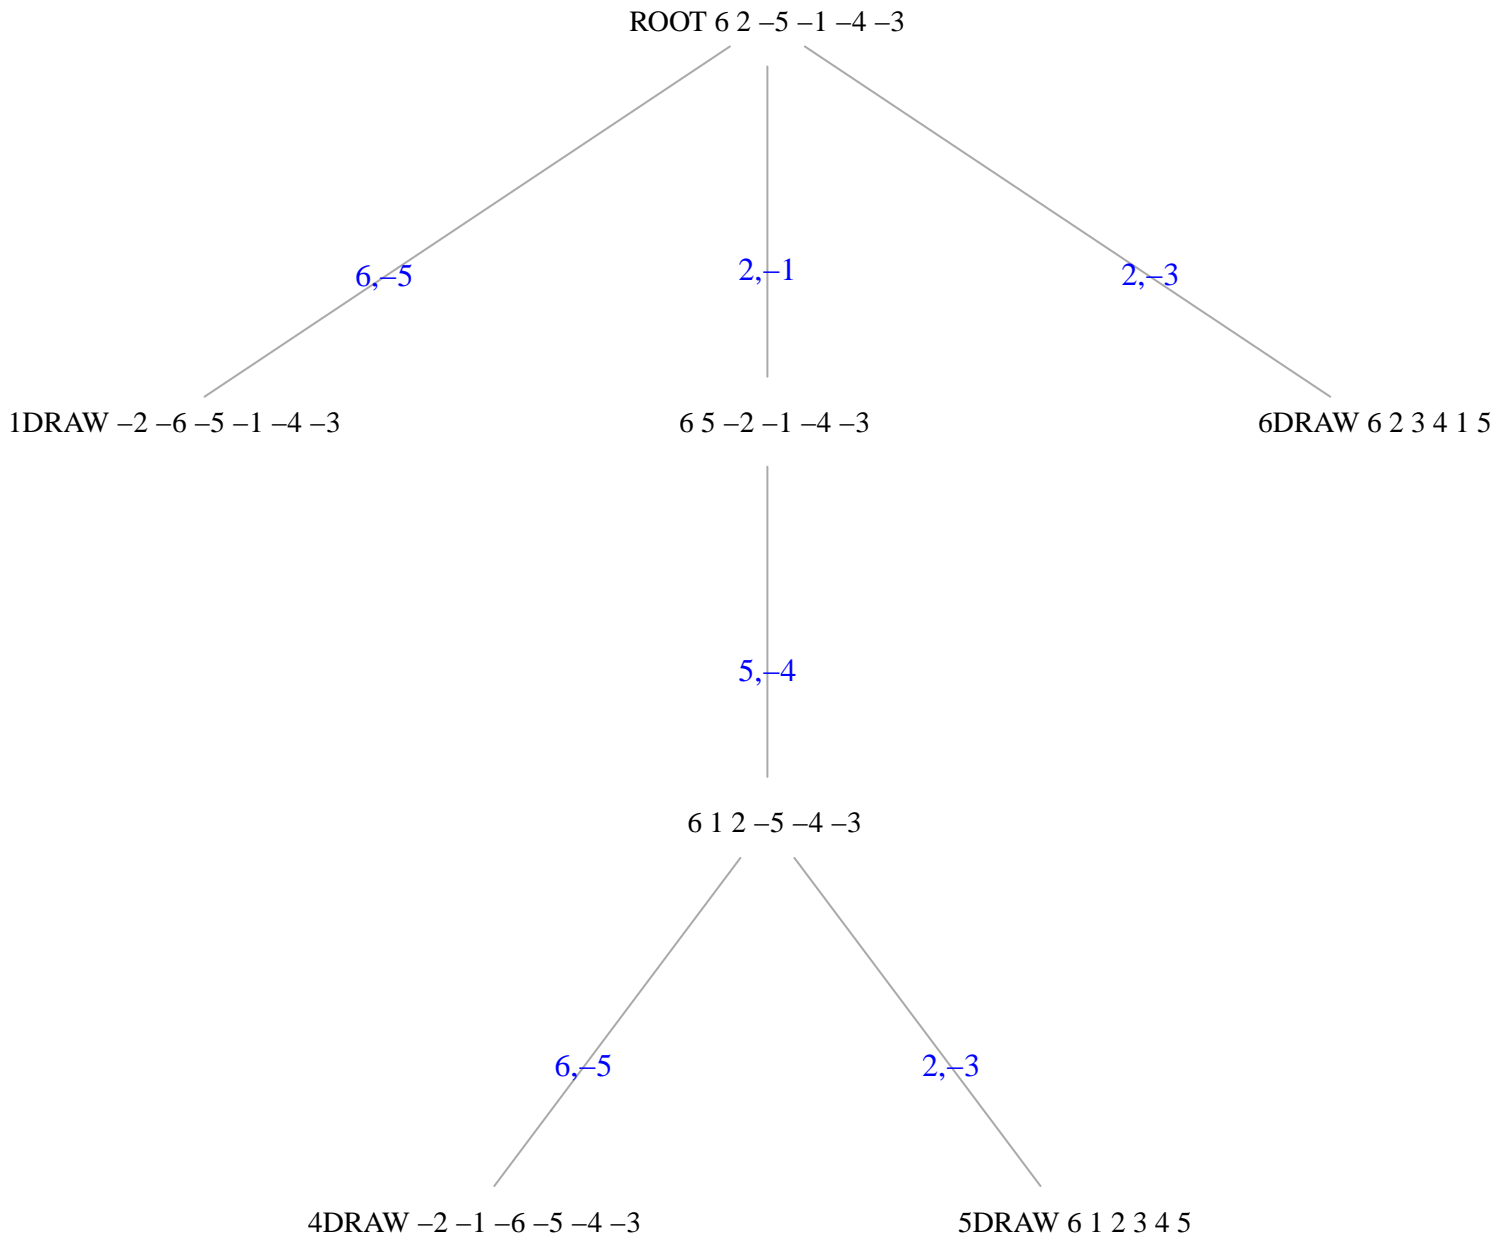 ROOT 6 2 –5 –1 –4 –3
6,–5
2,–1
2,–3
1DRAW –2 –6 –5 –1 –4 –3
6 5 –2 –1 –4 –3
6DRAW 6 2 3 4 1 5
5,–4
6 1 2 –5 –4 –3
6,–5
2,–3
4DRAW –2 –1 –6 –5 –4 –3
5DRAW 6 1 2 3 4 5